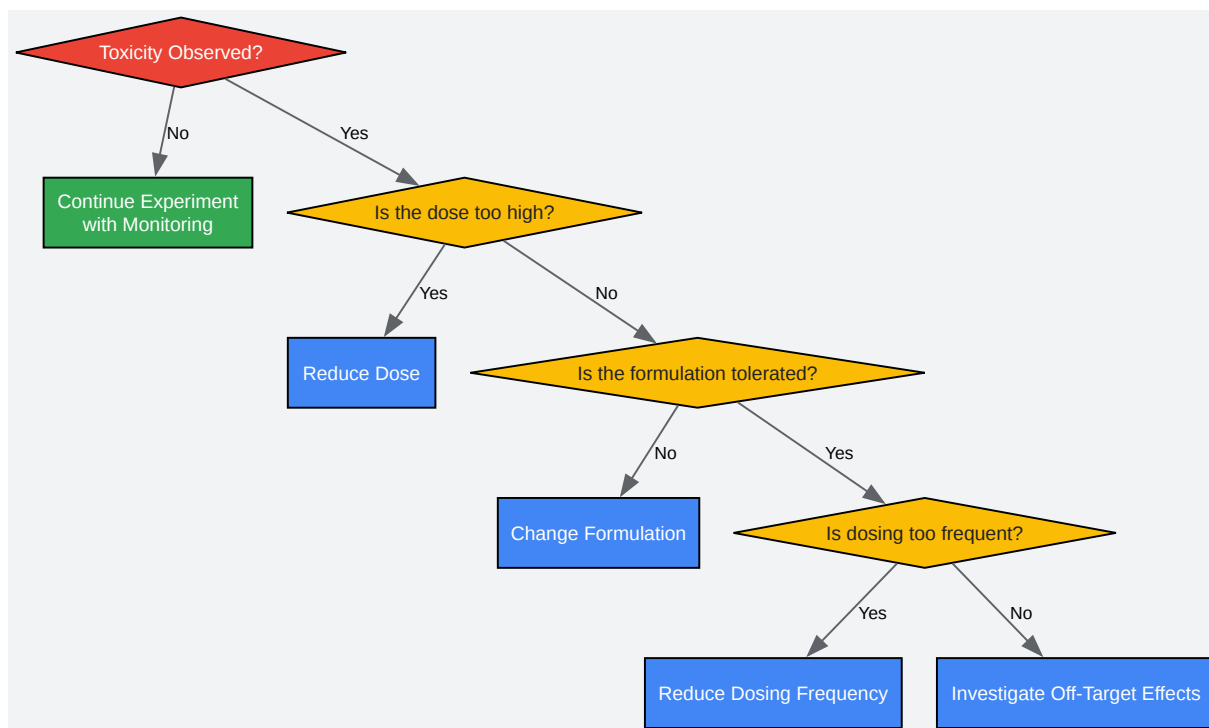 Toxicity Observed?
No
Yes
Continue Experiment
with Monitoring
Is the dose too high?
Yes
No
Reduce Dose
Is the formulation tolerated?
No
Yes
Change Formulation
Is dosing too frequent?
Yes
No
Reduce Dosing Frequency
Investigate Off-Target Effects